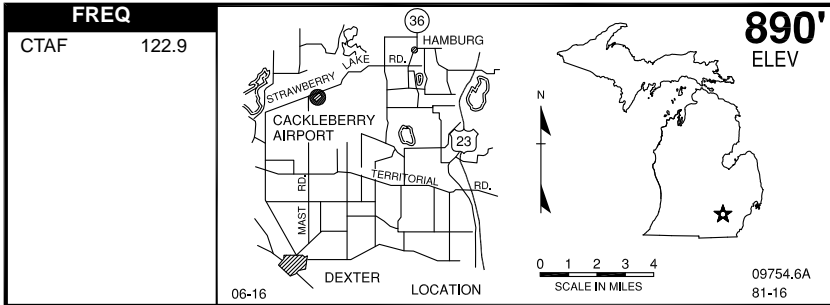 FREQ
CTAF 122.9
36
HAMBURG
STRAWBERRY LAKE RD.
CACKLEBERRY
AIRPORT
23
TERRITORIAL RD.
MAST RD.
DEXTER
06-16
LOCATION
890'
ELEV
N
0 1 2 3 4
SCALE IN MILES
09754.6A
81-16